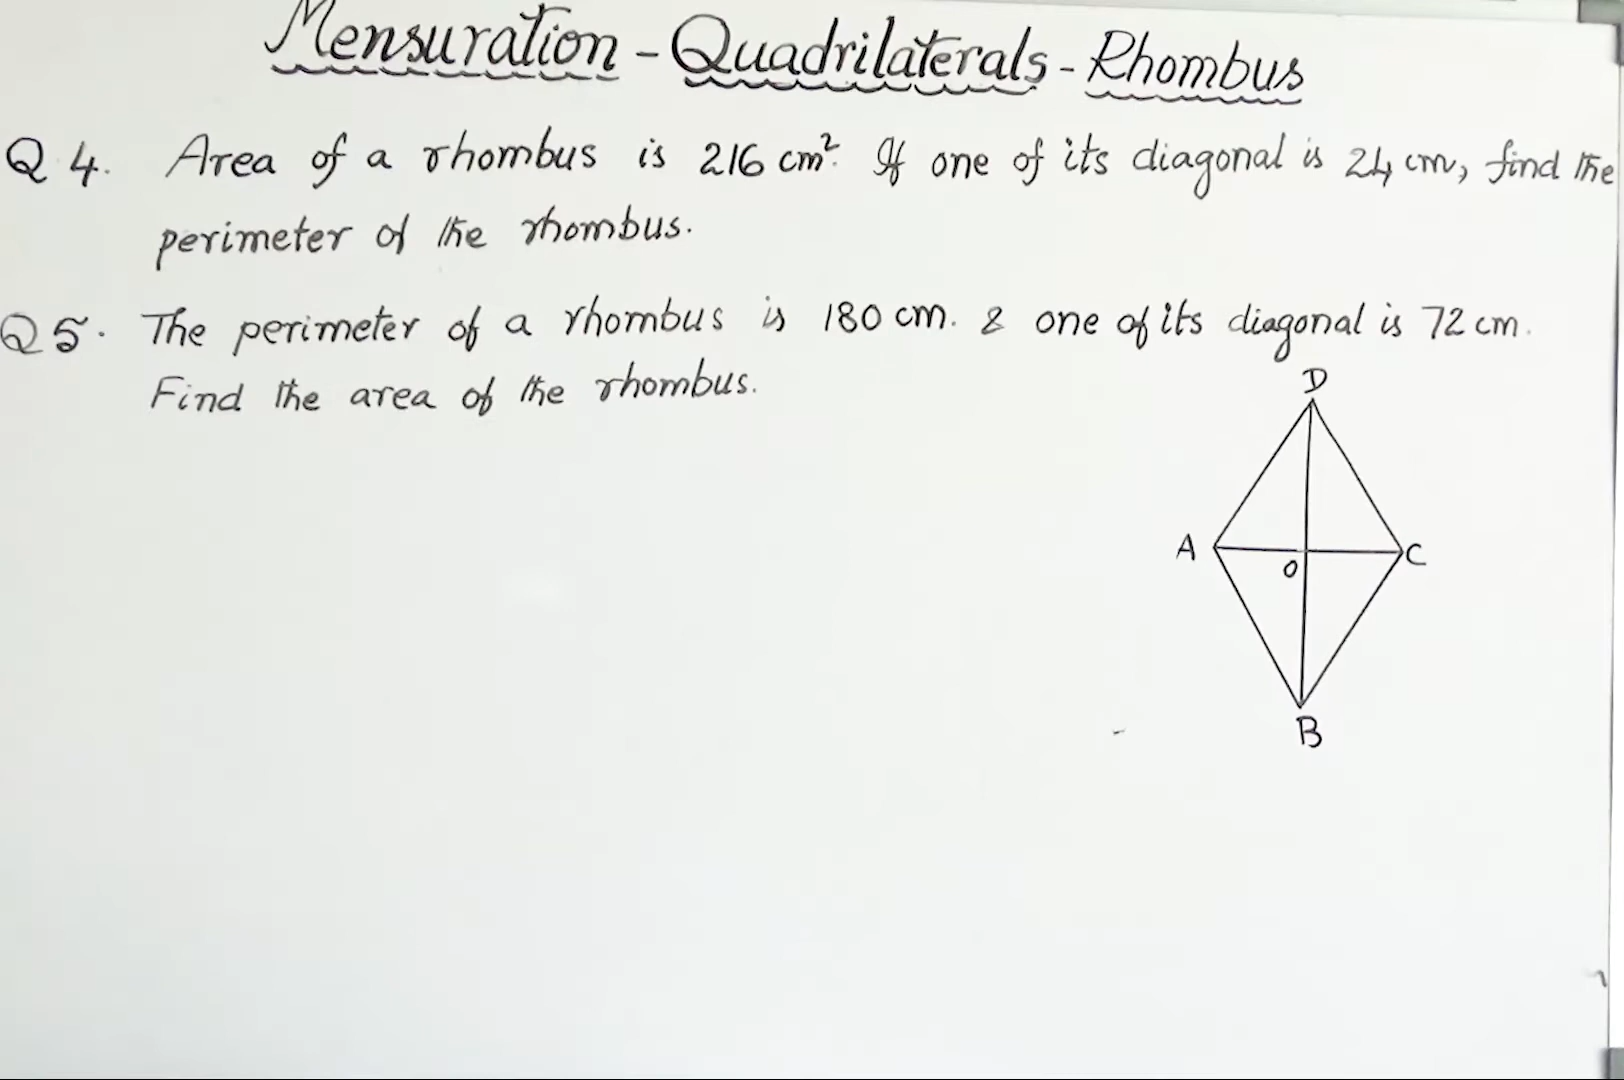 Mensuration - Quadrilaterals - Rhombus
Q 4. Area of a rhombus is 216 cm². If one of its diagonal is 24 cm, find the
perimeter of the rhombus.
Q 5. The perimeter of a rhombus is 180 cm. & one of its diagonal is 72 cm.
Find the area of the rhombus.
D
A
C
O
B